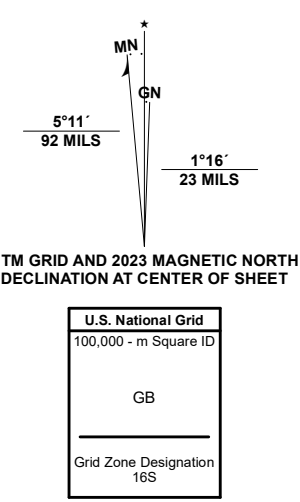 MN
GN
5°11´
92 MILS
1°16´
23 MILS
TM GRID AND 2023 MAGNETIC NORTH
DECLINATION AT CENTER OF SHEET
U.S. National Grid
100,000 - m Square ID
GB
Grid Zone Designation
16S